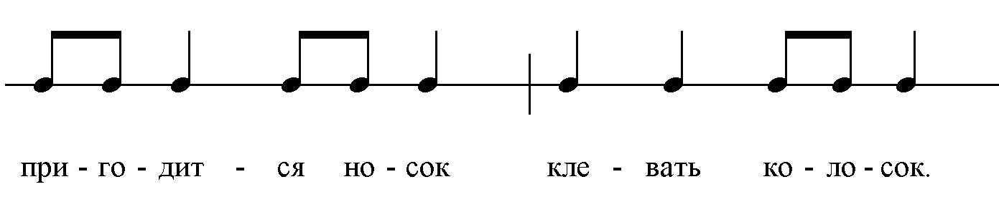 при - го - дит - ся но - сок кле - вать ко - ло - сок.